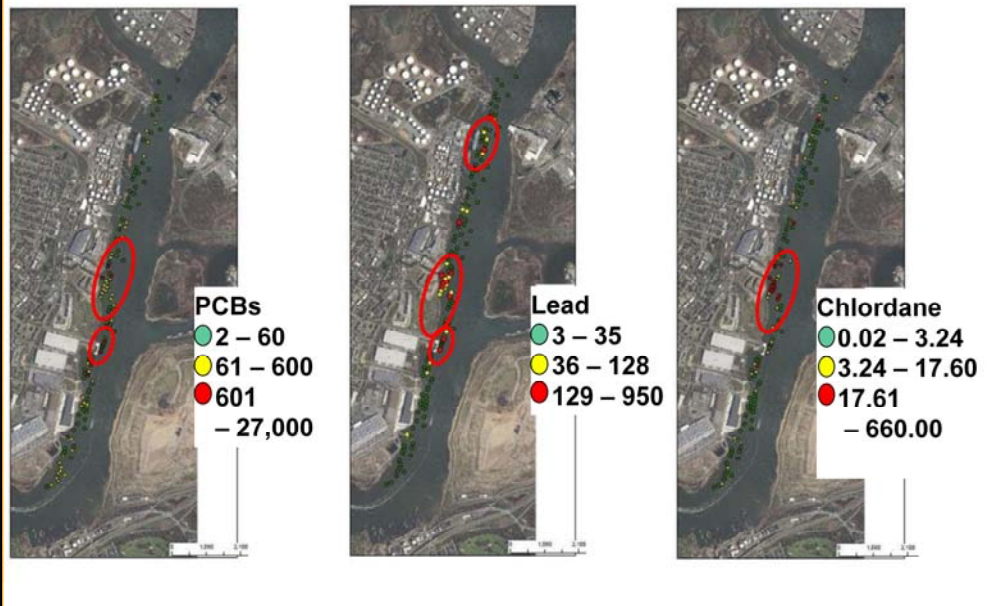 PCBs
2 – 60
61 – 600
601
– 27,000
Lead
3 – 35
36 – 128
129 – 950
Chlordane
0.02 – 3.24
3.24 – 17.60
17.61
– 660.00